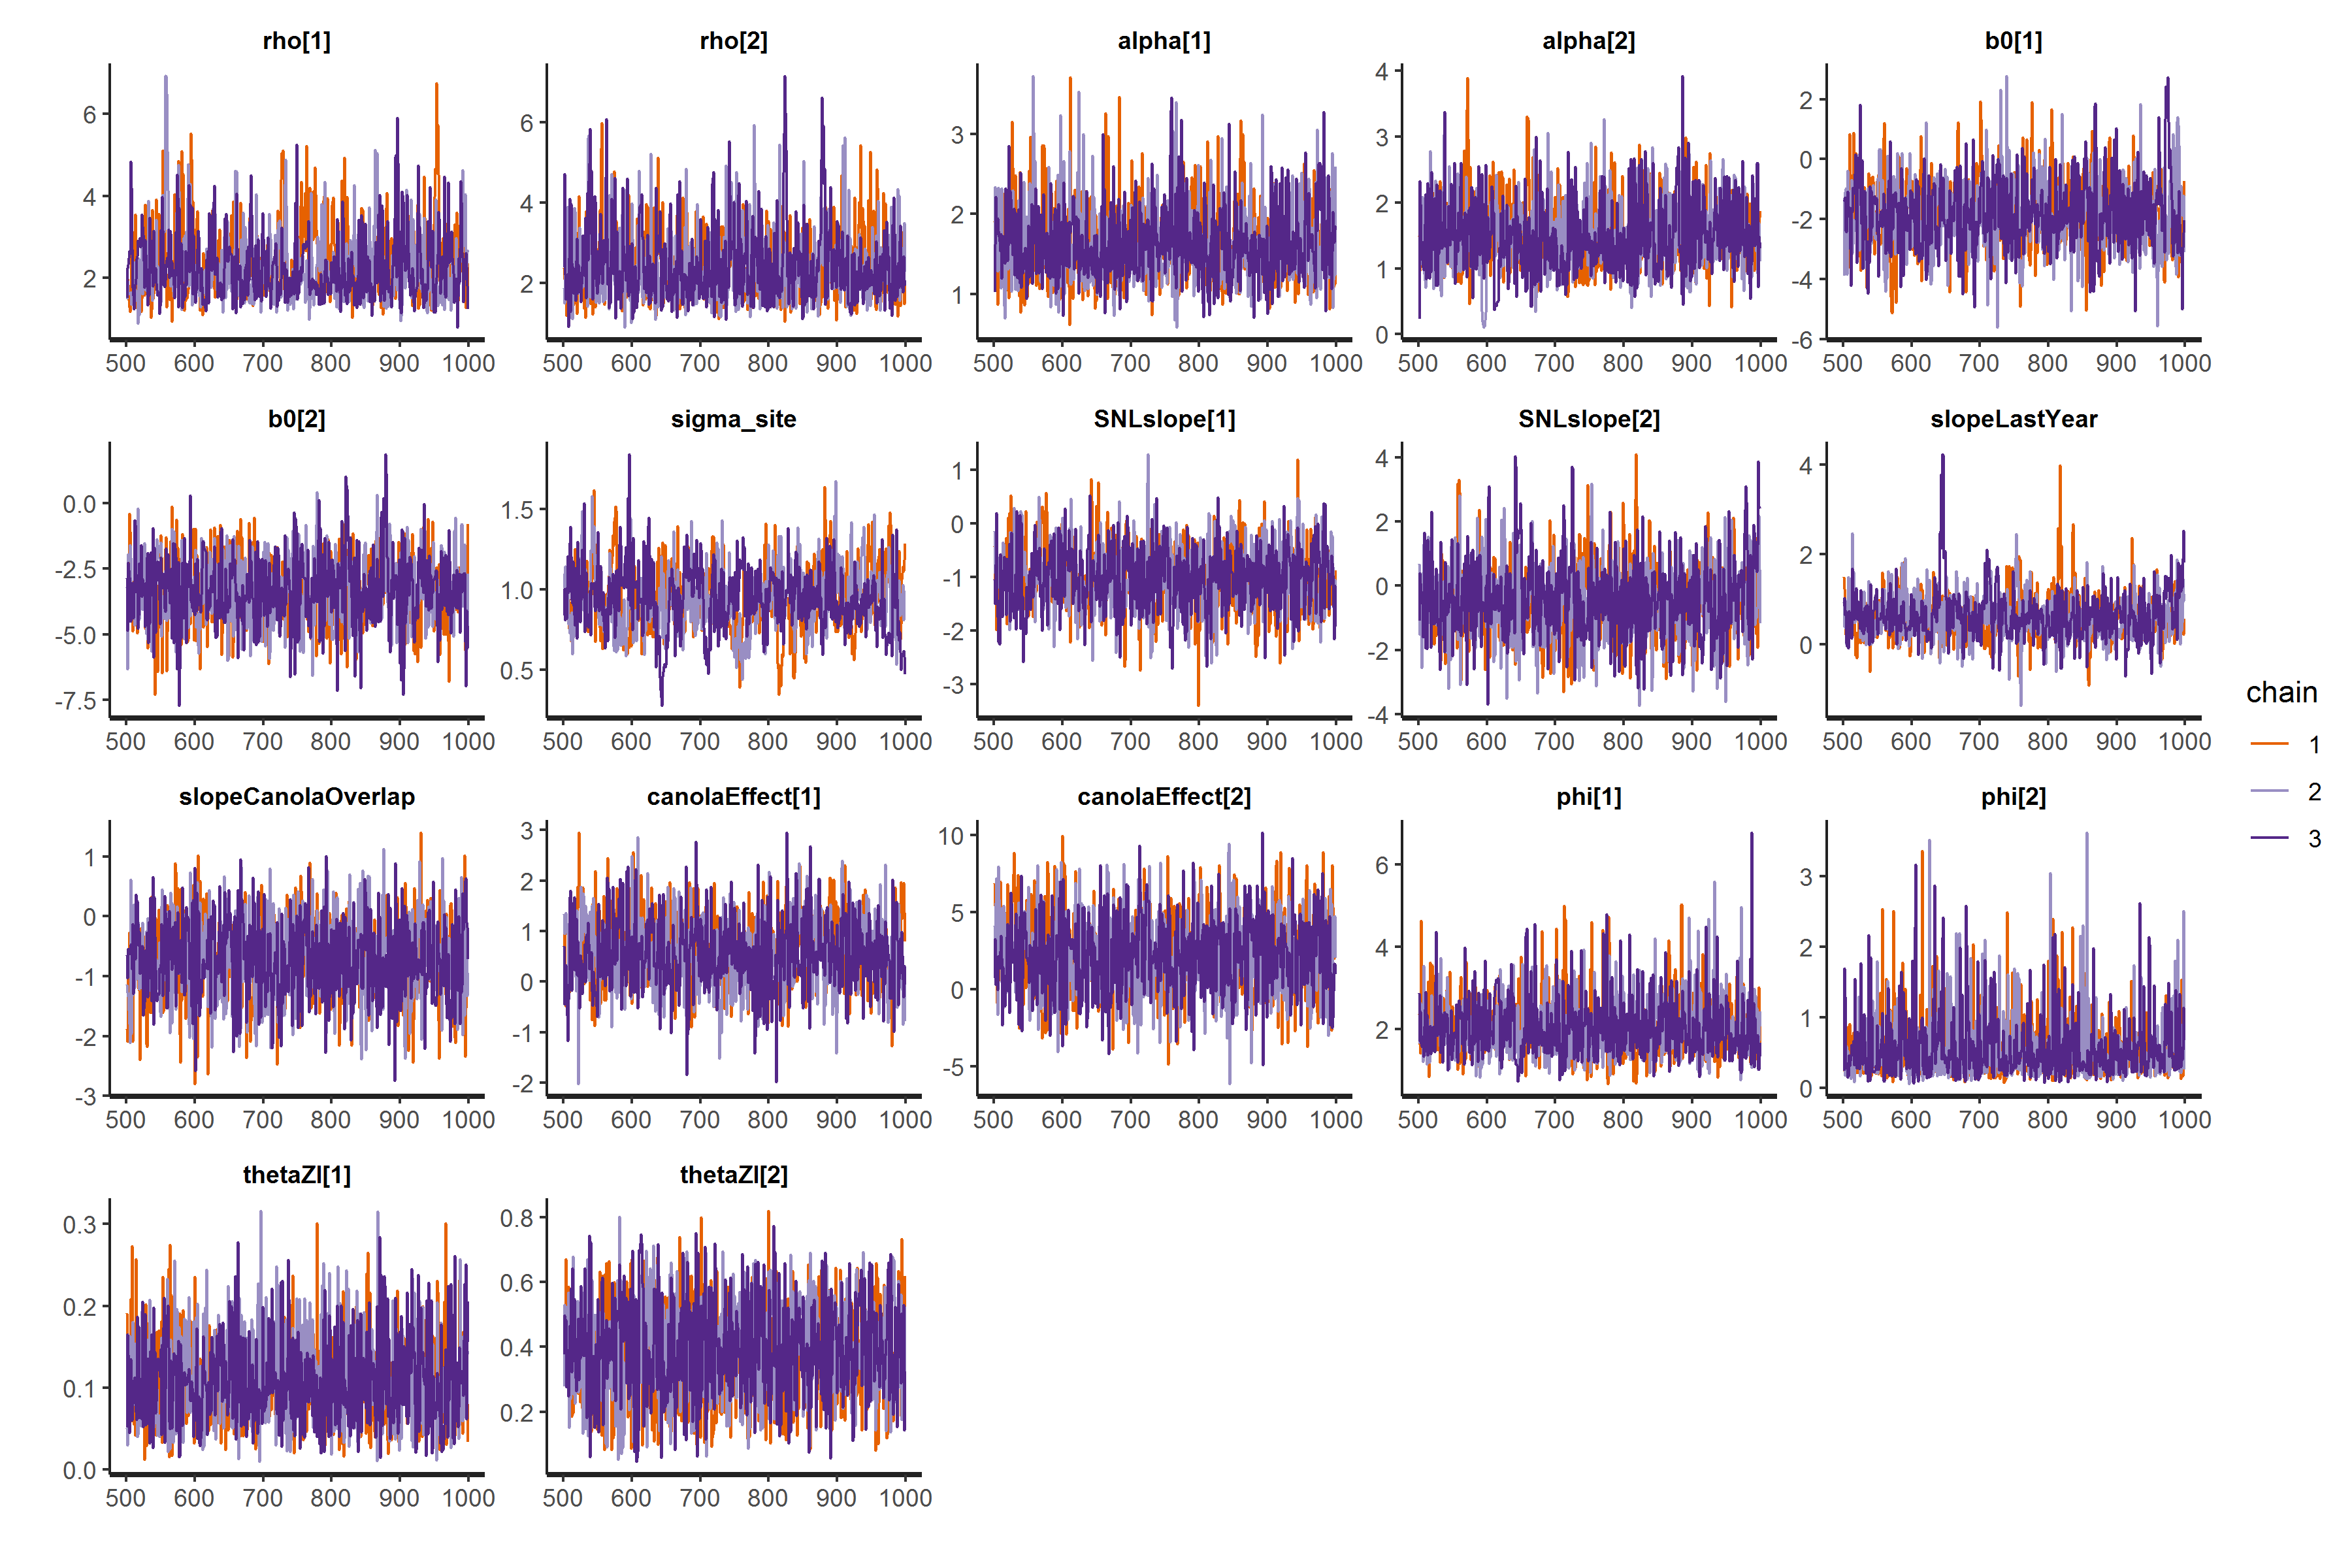 rho[1] rho[2] alpha[1] alpha[2] b0[1]
6 6 3 4 2
4 4 2 3 0
2 2 1 2 -2
1 -4
0 -6
500 600 700 800 900 1000 500 600 700 800 900 1000 500 600 700 800 900 1000 500 600 700 800 900 1000 500 600 700 800 900 1000
b0[2] sigma_site SNLslope[1] SNLslope[2] slopeLastYear
0.0 1.5 1 4 4
-2.5 1.0 0 2 2
-5.0 0.5 -1 0 0
-7.5 -2 -2
-3 -4
500 600 700 800 900 1000 500 600 700 800 900 1000 500 600 700 800 900 1000 500 600 700 800 900 1000 500 600 700 800 900 1000
chain
1
2
3
slopeCanolaOverlap canolaEffect[1] canolaEffect[2] phi[1] phi[2]
1 3 10 6 3
0 2 5 4 2
-1 1 0 2 1
-2 0 -5 0
-3 -1
-2
500 600 700 800 900 1000 500 600 700 800 900 1000 500 600 700 800 900 1000 500 600 700 800 900 1000 500 600 700 800 900 1000
thetaZI[1] thetaZI[2]
0.3 0.8
0.2 0.6
0.1 0.4
0.0 0.2
500 600 700 800 900 1000 500 600 700 800 900 1000